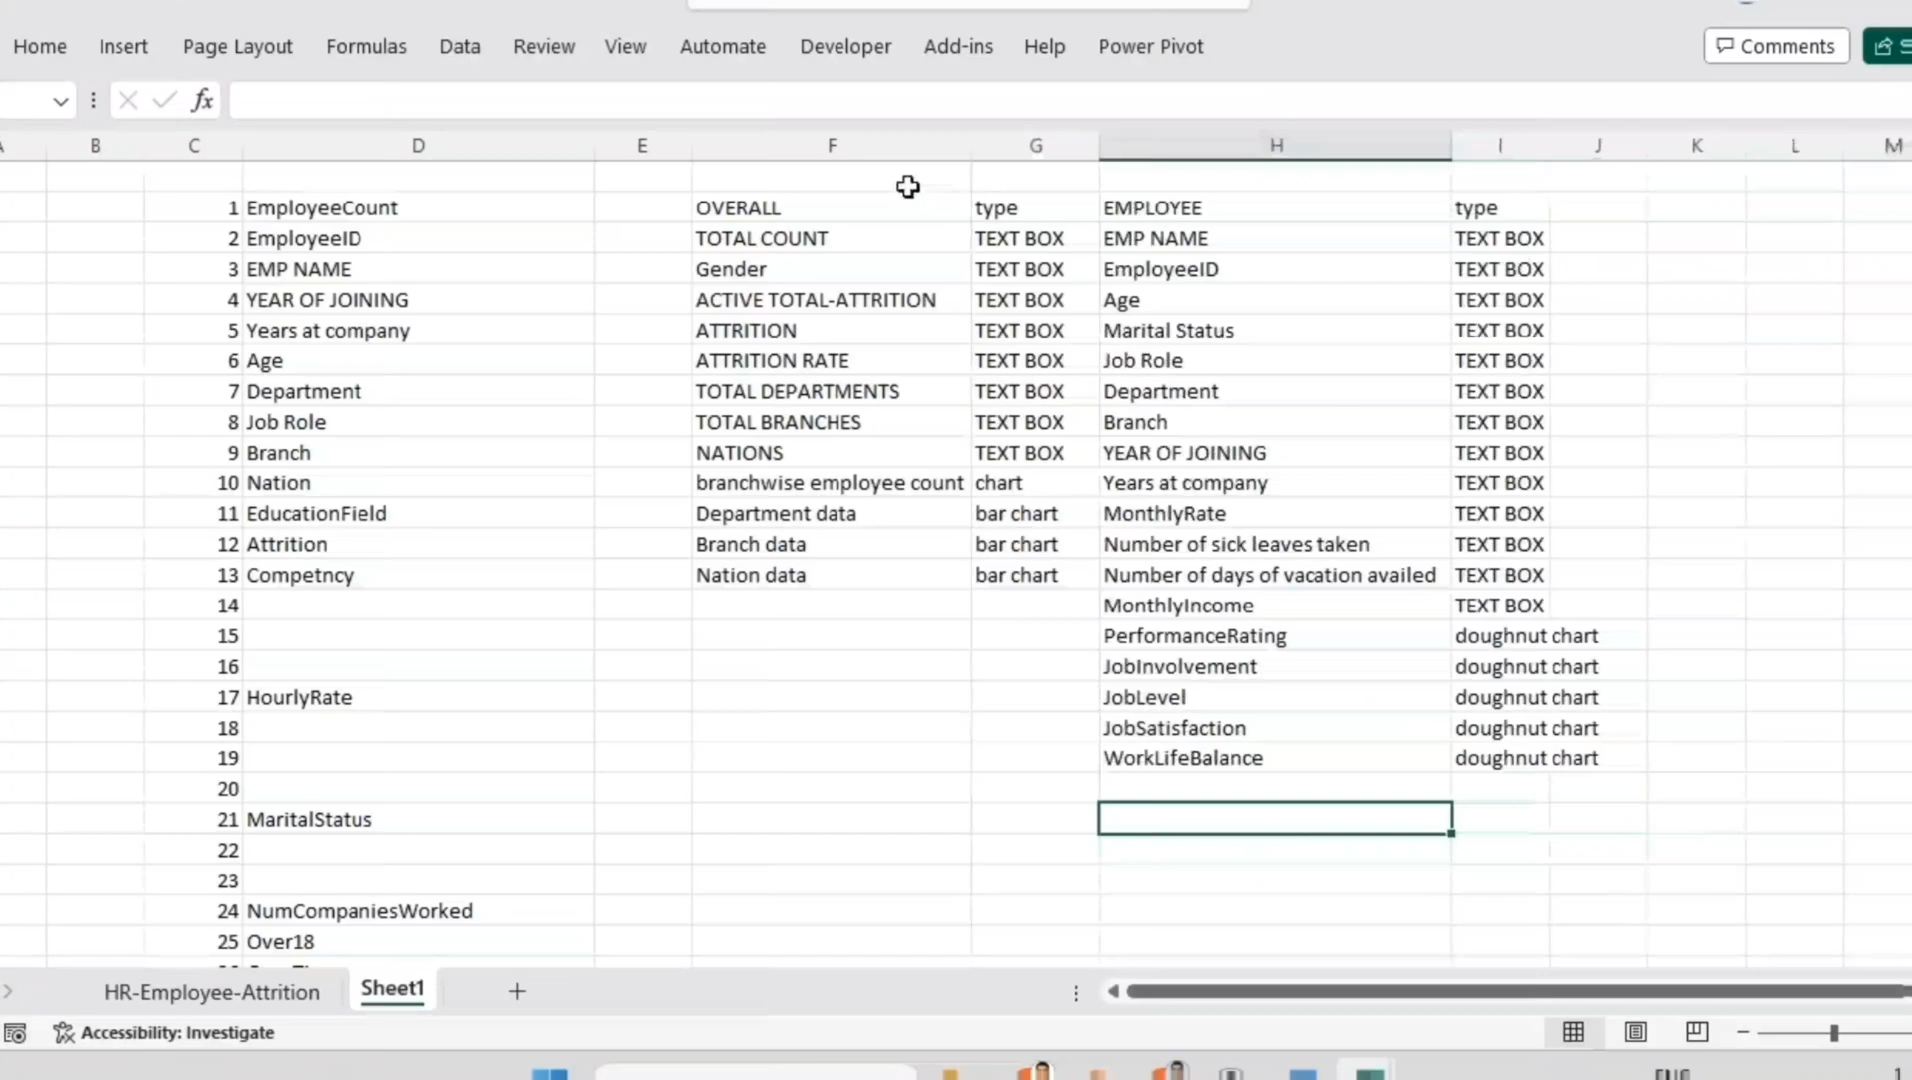 Home Insert Page Layout Formulas Data Review View Automate Developer Add-ins Help Power Pivot Comments
fx
B C D E F G H I J K L M
1 EmployeeCount OVERALL type EMPLOYEE type
2 EmployeeID TOTAL COUNT TEXT BOX EMP NAME TEXT BOX
3 EMP NAME Gender TEXT BOX EmployeeID TEXT BOX
4 YEAR OF JOINING ACTIVE TOTAL-ATTRITION TEXT BOX Age TEXT BOX
5 Years at company ATTRITION TEXT BOX Marital Status TEXT BOX
6 Age ATTRITION RATE TEXT BOX Job Role TEXT BOX
7 Department TOTAL DEPARTMENTS TEXT BOX Department TEXT BOX
8 Job Role TOTAL BRANCHES TEXT BOX Branch TEXT BOX
9 Branch NATIONS TEXT BOX YEAR OF JOINING TEXT BOX
10 Nation branchwise employee count chart Years at company TEXT BOX
11 EducationField Department data bar chart MonthlyRate TEXT BOX
12 Attrition Branch data bar chart Number of sick leaves taken TEXT BOX
13 Competncy Nation data bar chart Number of days of vacation availed TEXT BOX
14 MonthlyIncome TEXT BOX
15 PerformanceRating doughnut chart
16 JobInvolvement doughnut chart
17 HourlyRate JobLevel doughnut chart
18 JobSatisfaction doughnut chart
19 WorkLifeBalance doughnut chart
20
21 MaritalStatus
22
23
24 NumCompaniesWorked
25 Over18
HR-Employee-Attrition Sheet1
Accessibility: Investigate